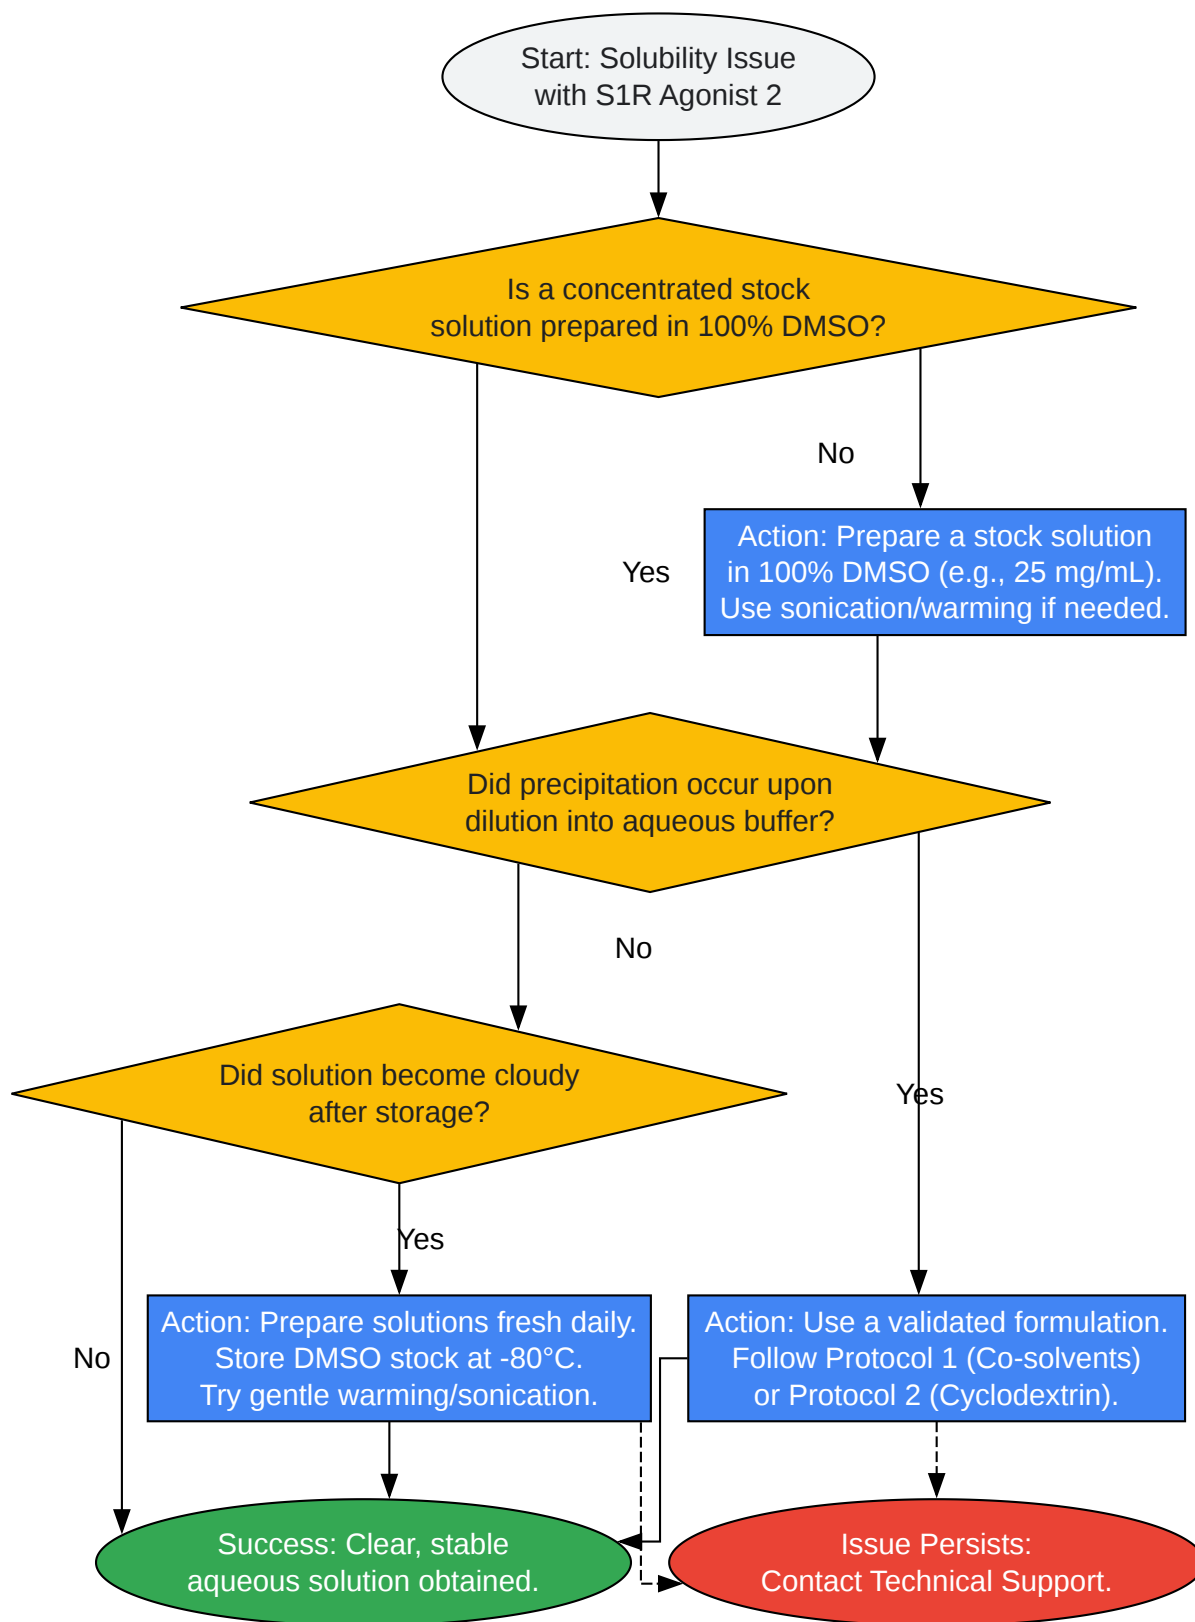 Start: Solubility Issue
with S1R Agonist 2
Is a concentrated stock
solution prepared in 100% DMSO?
No
Action: Prepare a stock solution
in 100% DMSO (e.g., 25 mg/mL).
Use sonication/warming if needed.
Yes
Did precipitation occur upon
dilution into aqueous buffer?
No
Did solution become cloudy
after storage?
Yes
Yes
Action: Prepare solutions fresh daily.
Store DMSO stock at -80°C.
Try gentle warming/sonication.
Action: Use a validated formulation.
Follow Protocol 1 (Co-solvents)
or Protocol 2 (Cyclodextrin).
No
Success: Clear, stable
aqueous solution obtained.
Issue Persists:
Contact Technical Support.